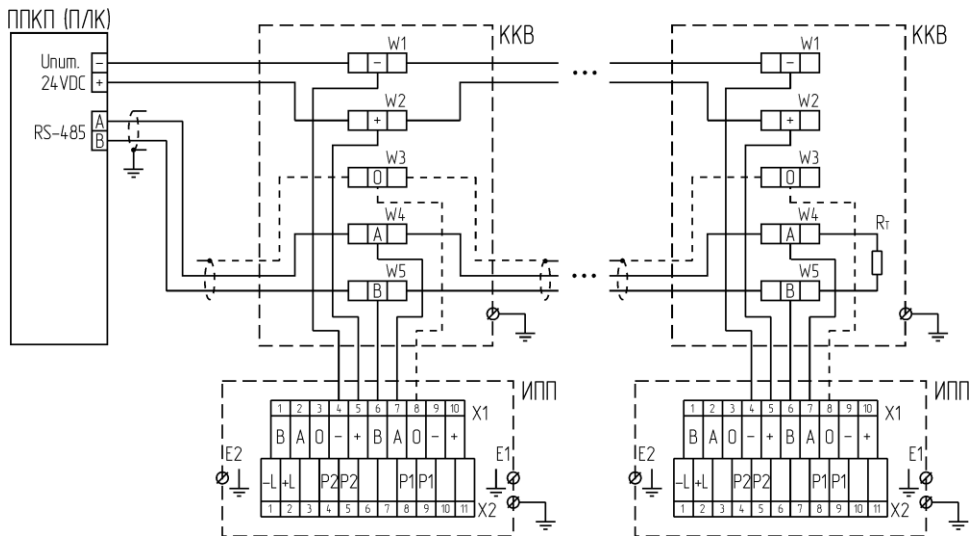 ППКП (П/К)
Uпит. -
24VDC +
RS-485 A
B
ККВ
W1
-
W2
+
W3
0
W4
A
W5
B
...
...
ККВ
W1
-
W2
+
W3
0
W4
A
Rт
W5
B
ИПП
1 2 3 4 5 6 7 8 9 10 X1
B A 0 - + B A 0 - +
E2 E1
-L +L P2 P2 P1 P1
1 2 3 4 5 6 7 8 9 10 11 X2
ИПП
1 2 3 4 5 6 7 8 9 10 X1
B A 0 - + B A 0 - +
E2 E1
-L +L P2 P2 P1 P1
1 2 3 4 5 6 7 8 9 10 11 X2